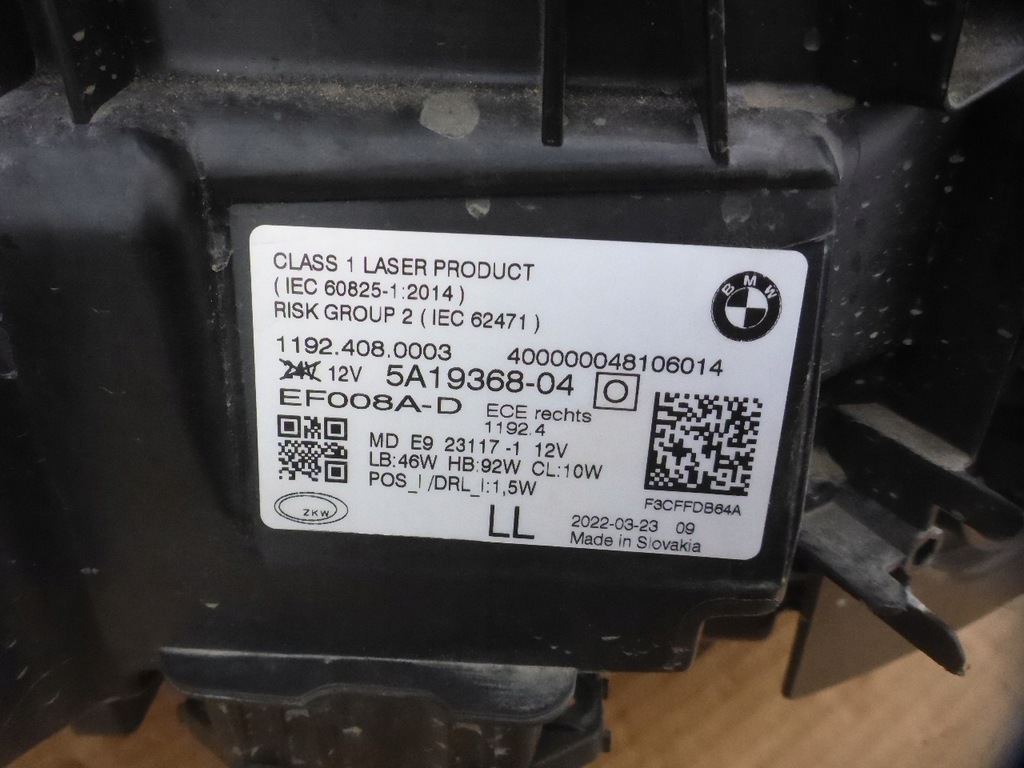 CLASS 1 LASER PRODUCT
( IEC 60825-1:2014 )
RISK GROUP 2 ( IEC 62471 )
BMW
1192.408.0003 400000048106014
24V 12V 5A19368-04
EF008A-D ECE rechts
1192.4
MD E9 23117 -1 12V
LB:46W HB:92W CL:10W
POS_I /DRL_I:1,5W
F3CFFDB64A
ZKW
LL
2022-03-23 09
Made in Slovakia